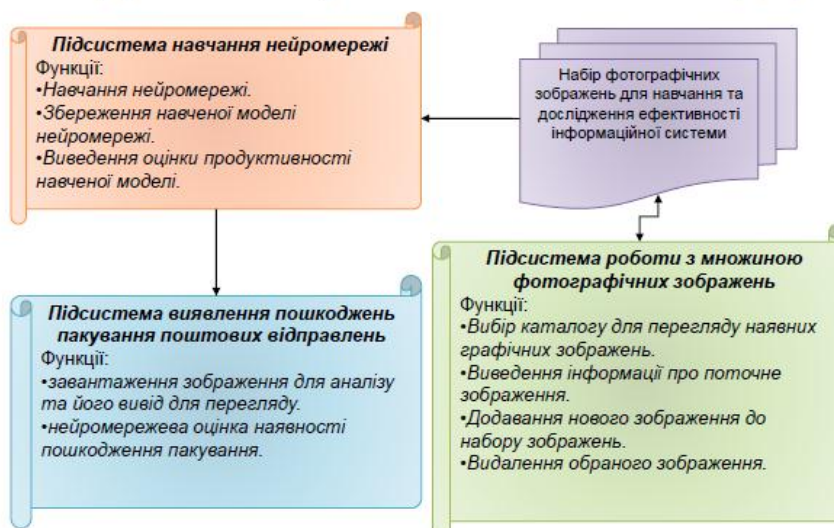 Підсистема навчання нейромережі
Функції:
•Навчання нейромережі.
•Збереження навченої моделі
нейромережі.
•Виведення оцінки продуктивності
навченої моделі.
Набір фотографічних
зображень для навчання та
дослідження ефективності
інформаційної системи
Підсистема виявлення пошкоджень
пакування поштових відправлень
Функції:
•завантаження зображення для аналізу
та його вивід для перегляду.
•нейромережева оцінка наявності
пошкодження пакування.
Підсистема роботи з множиною
фотографічних зображень
Функції:
•Вибір каталогу для перегляду наявних
графічних зображень.
•Виведення інформації про поточне
зображення.
•Додавання нового зображення до
набору зображень.
•Видалення обраного зображення.